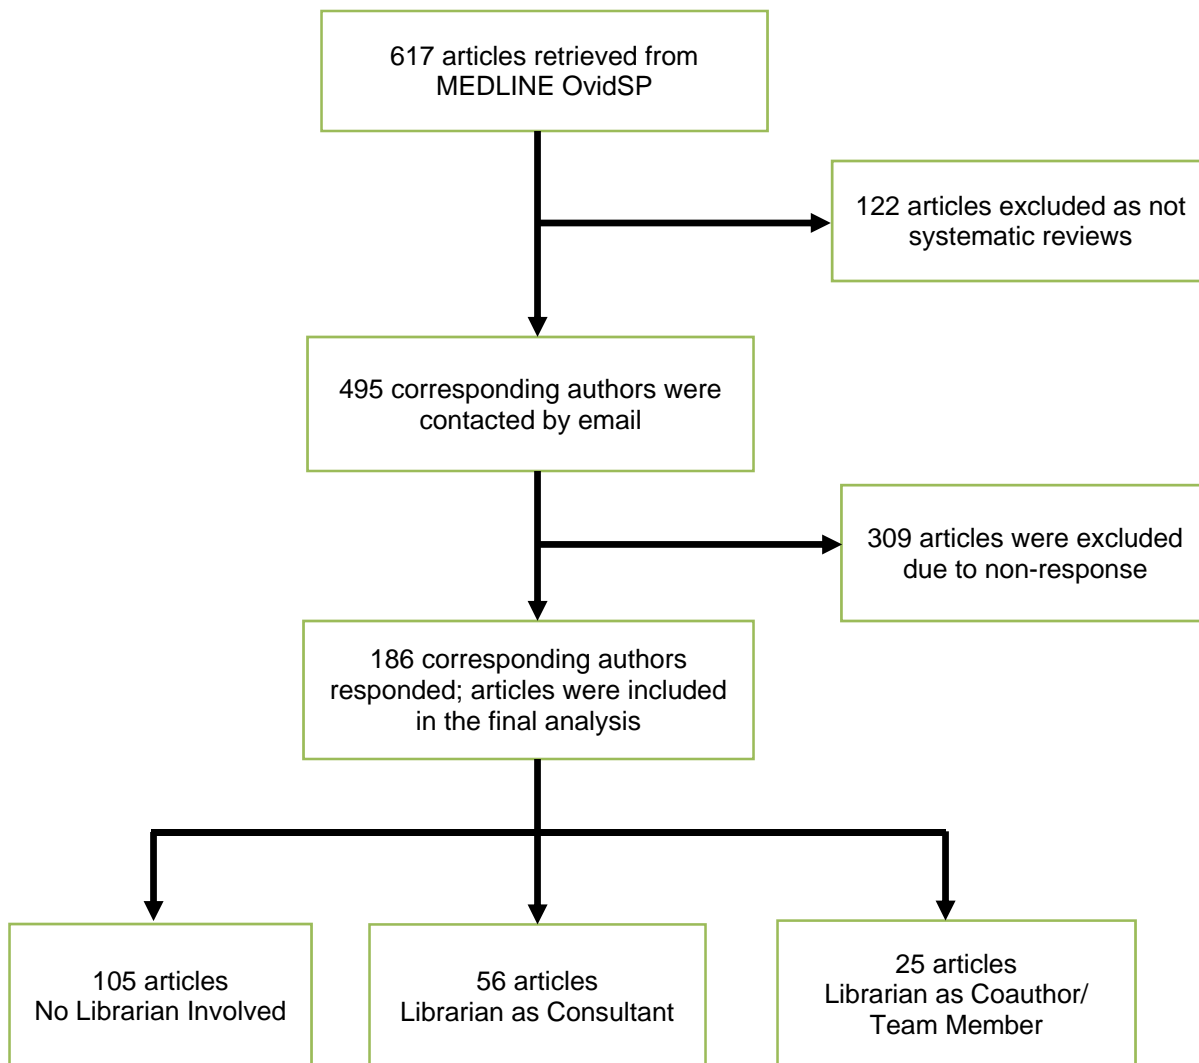 617 articles retrieved from
MEDLINE OvidSP
122 articles excluded as not
systematic reviews
495 corresponding authors were
contacted by email
309 articles were excluded
due to non-response
186 corresponding authors
responded; articles were included
in the final analysis
105 articles
No Librarian Involved
56 articles
Librarian as Consultant
25 articles
Librarian as Coauthor/
Team Member